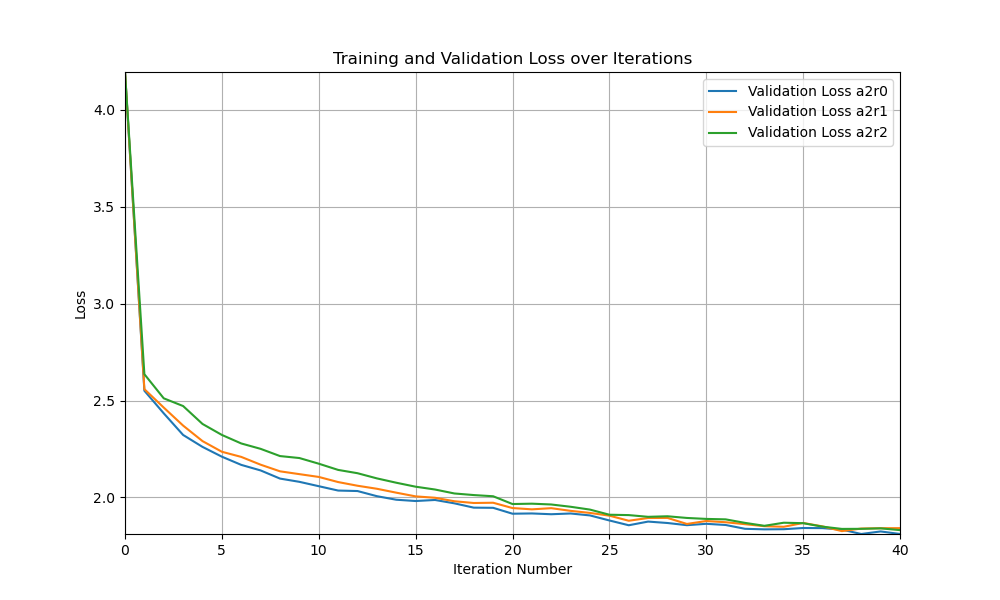 Training and Validation Loss over Iterations
Validation Loss a2r0
Validation Loss a2r1
Validation Loss a2r2
4.0
3.5
3.0
2.5
2.0
Loss
0 5 10 15 20 25 30 35 40
Iteration Number